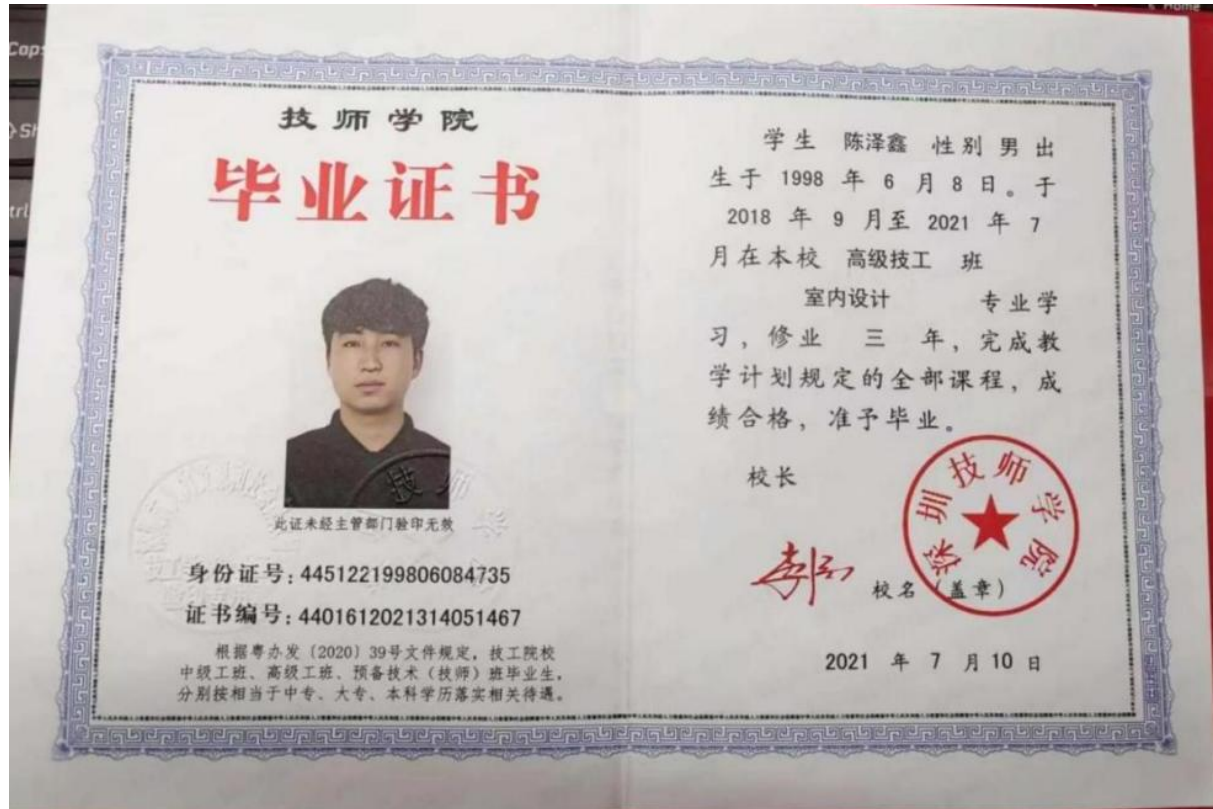 Home
Caps
技师学院
毕业证书
此证未经主管部门验印无效
身份证号:445122199806084735
证书编号:4401612021314051467
根据粤办发〔2020〕39号文件规定,技工院校
中级工班、高级工班、预备技术(技师)班毕业生,
分别按相当于中专、大专、本科学历落实相关待遇。
学生 陈泽鑫 性别 男 出
生于 1998 年 6 月 8 日。于
2018 年 9 月至 2021 年 7
月在本校 高级技工 班
室内设计 专业学
习,修业 三 年,完成教
学计划规定的全部课程,成
绩合格,准予毕业。
校长
深圳技师学院
校名(盖章)
2021 年 7 月 10 日